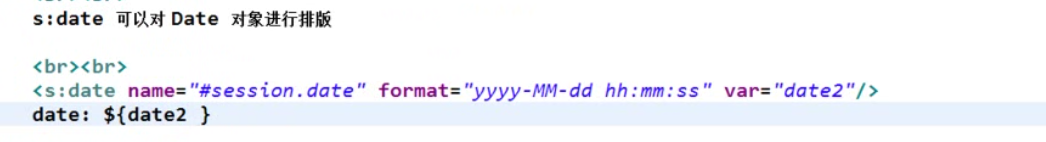 s:date 可以对 Date 对象进行排版
<br><br>
<s:date name="#session.date" format="yyyy-MM-dd hh:mm:ss" var="date2"/>
date: ${date2 }